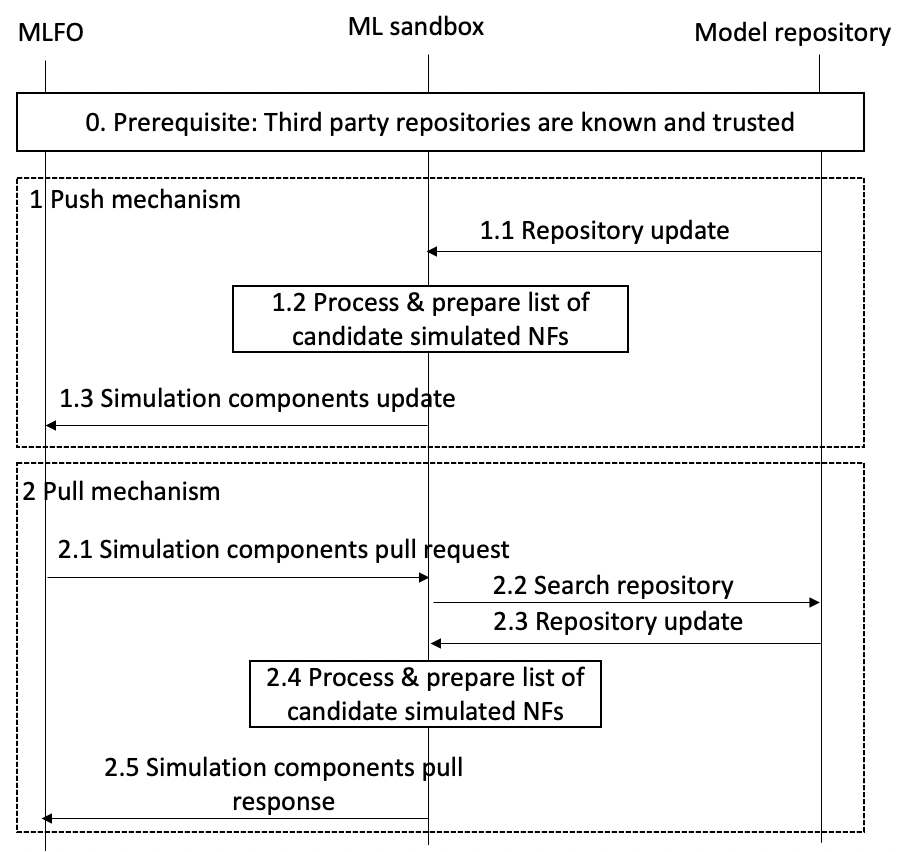 MLFO
ML sandbox
Model repository
0. Prerequisite: Third party repositories are known and trusted
1 Push mechanism
1.1 Repository update
1.2 Process & prepare list of
candidate simulated NFs
1.3 Simulation components update
2 Pull mechanism
2.1 Simulation components pull request
2.2 Search repository
2.3 Repository update
2.4 Process & prepare list of
candidate simulated NFs
2.5 Simulation components pull
response